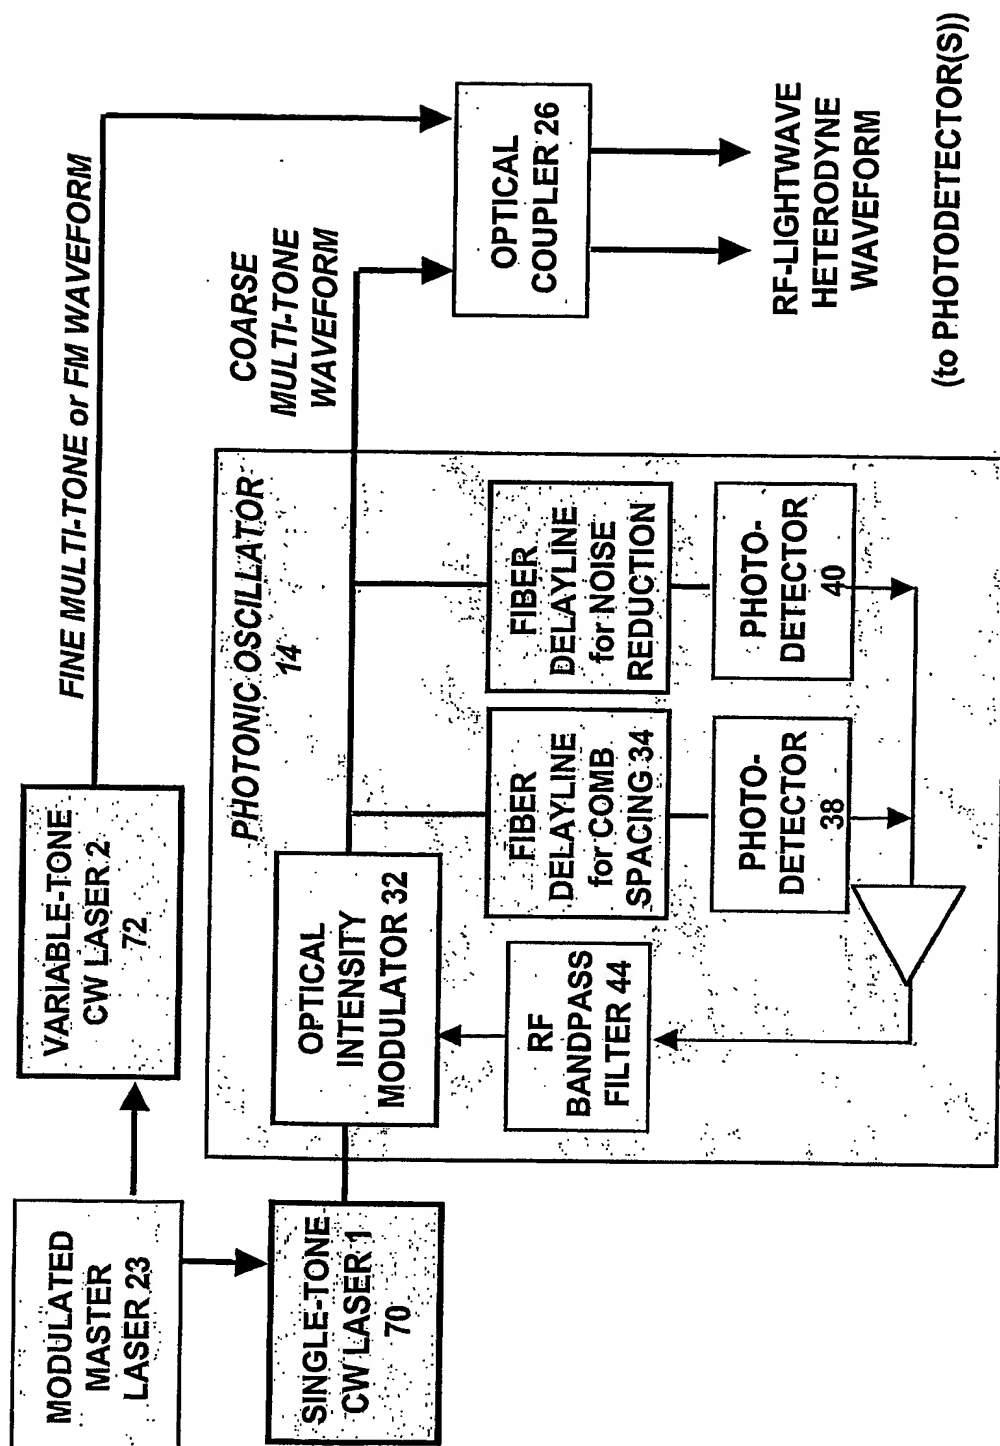 MODULATED
MASTER
LASER 23
VARIABLE-TONE
CW LASER 2
72
FINE MULTI-TONE or FM WAVEFORM
SINGLE-TONE
CW LASER 1
70
PHOTONIC OSCILLATOR
14
OPTICAL
INTENSITY
MODULATOR 32
COARSE
MULTI-TONE
WAVEFORM
RF
BANDPASS
FILTER 44
FIBER
DELAYLINE
for COMB
SPACING 34
FIBER
DELAYLINE
for NOISE
REDUCTION
PHOTO-
DETECTOR
38
PHOTO-
DETECTOR
40
OPTICAL
COUPLER 26
RF-LIGHTWAVE
HETERODYNE
WAVEFORM
(to PHOTODETECTOR(S))